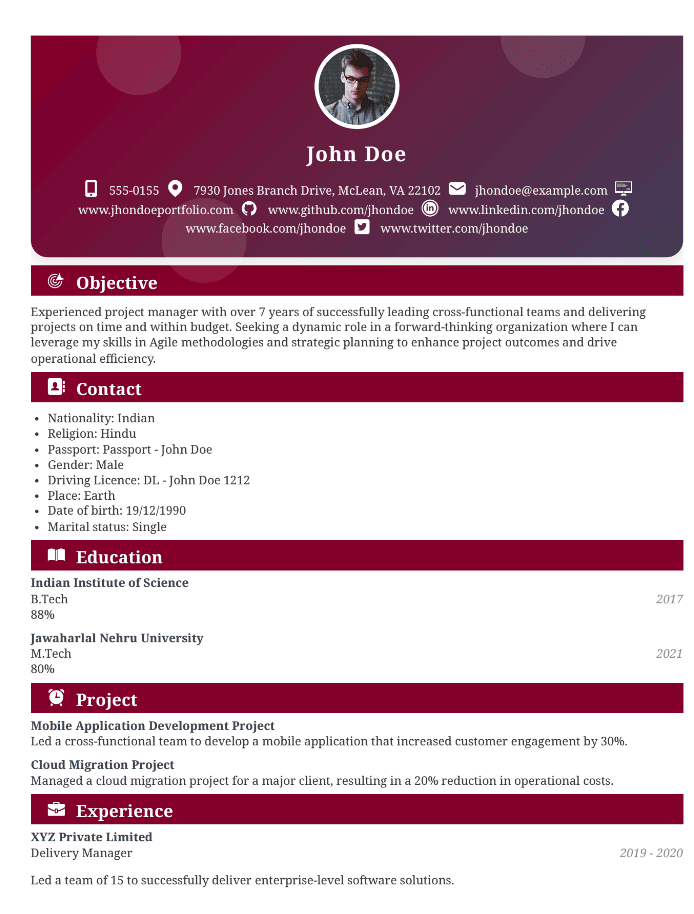 John Doe
555-0155 7930 Jones Branch Drive, McLean, VA 22102 jhondoe@example.com
www.jhondoeportfolio.com www.github.com/jhondoe www.linkedin.com/jhondoe
www.facebook.com/jhondoe www.twitter.com/jhondoe
Objective
Experienced project manager with over 7 years of successfully leading cross-functional teams and delivering
projects on time and within budget. Seeking a dynamic role in a forward-thinking organization where I can
leverage my skills in Agile methodologies and strategic planning to enhance project outcomes and drive
operational efficiency.
Contact
• Nationality: Indian
• Religion: Hindu
• Passport: Passport - John Doe
• Gender: Male
• Driving Licence: DL - John Doe 1212
• Place: Earth
• Date of birth: 19/12/1990
• Marital status: Single
Education
Indian Institute of Science
B.Tech 2017
88%
Jawaharlal Nehru University
M.Tech 2021
80%
Project
Mobile Application Development Project
Led a cross-functional team to develop a mobile application that increased customer engagement by 30%.
Cloud Migration Project
Managed a cloud migration project for a major client, resulting in a 20% reduction in operational costs.
Experience
XYZ Private Limited
Delivery Manager 2019 - 2020
Led a team of 15 to successfully deliver enterprise-level software solutions.